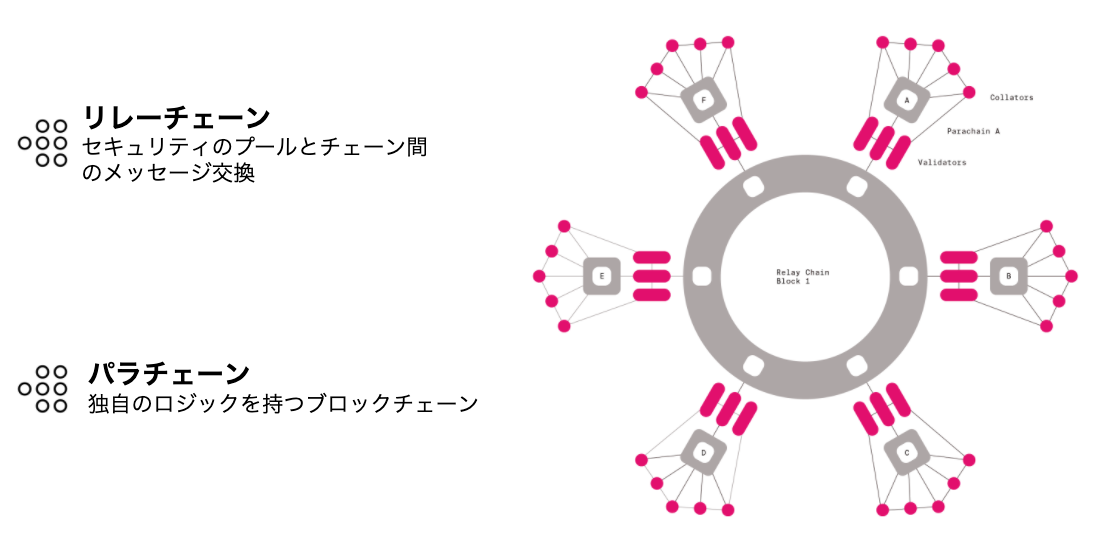 リレーチェーン
セキュリティのプールとチェーン間
のメッセージ交換
パラチェーン
独自のロジックを持つブロックチェーン
F
A
Collators
Parachain A
Validators
E
Relay Chain
Block 1
B
D
C